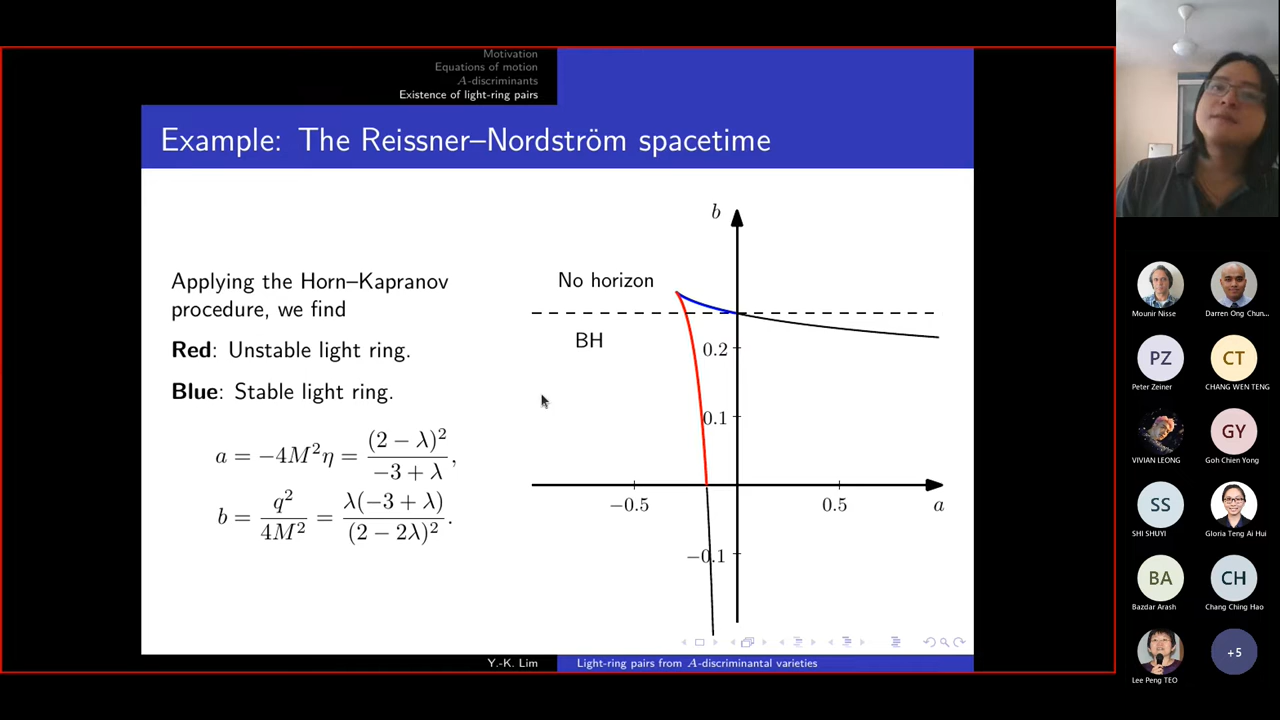 Motivation
Equations of motion
A-discriminants
Existence of light-ring pairs
Example: The Reissner–Nordström spacetime
Applying the Horn–Kapranov
procedure, we find
Red: Unstable light ring.
Blue: Stable light ring.
a = −4M²η = (2 − λ)² / (−3 + λ),
b = q² / 4M² = λ(−3 + λ) / (2 − 2λ)².
b
No horizon
BH
0.2
0.1
−0.5
0.5
a
−0.1
Y.-K. Lim
Light-ring pairs from A-discriminantal varieties
Mounir Nisse
Darren Ong Chun...
PZ
CT
Peter Zeiner
CHANG WEN TENG
GY
VIVIAN LEONG
Goh Chien Yong
SS
SHI SHUYI
Gloria Teng Ai Hui
BA
CH
Bazdar Arash
Chang Ching Hao
+5
Lee Peng TEO